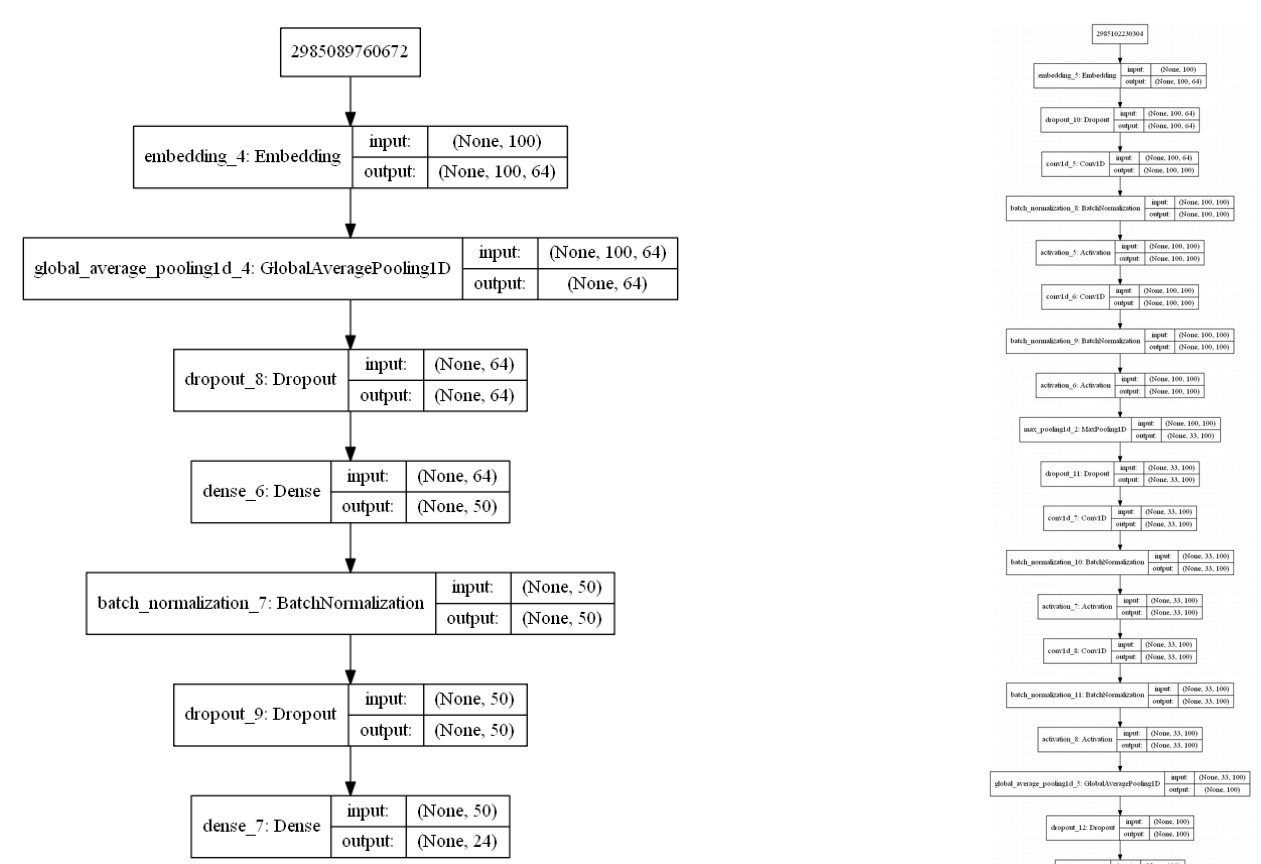 2985089760672
embedding_4: Embedding
input: (None, 100)
output: (None, 100, 64)
global_average_pooling1d_4: GlobalAveragePooling1D
input: (None, 100, 64)
output: (None, 64)
dropout_8: Dropout
input: (None, 64)
output: (None, 64)
dense_6: Dense
input: (None, 64)
output: (None, 50)
batch_normalization_7: BatchNormalization
input: (None, 50)
output: (None, 50)
dropout_9: Dropout
input: (None, 50)
output: (None, 50)
dense_7: Dense
input: (None, 50)
output: (None, 24)
2985102230304
embedding_5: Embedding
input: (None, 100)
output: (None, 100, 64)
dropout_10: Dropout
input: (None, 100, 64)
output: (None, 100, 64)
conv1d_5: Conv1D
input: (None, 100, 64)
output: (None, 100, 100)
batch_normalization_8: BatchNormalization
input: (None, 100, 100)
output: (None, 100, 100)
activation_5: Activation
input: (None, 100, 100)
output: (None, 100, 100)
conv1d_6: Conv1D
input: (None, 100, 100)
output: (None, 100, 100)
batch_normalization_9: BatchNormalization
input: (None, 100, 100)
output: (None, 100, 100)
activation_6: Activation
input: (None, 100, 100)
output: (None, 100, 100)
max_pooling1d_2: MaxPooling1D
input: (None, 100, 100)
output: (None, 33, 100)
dropout_11: Dropout
input: (None, 33, 100)
output: (None, 33, 100)
conv1d_7: Conv1D
input: (None, 33, 100)
output: (None, 33, 100)
batch_normalization_10: BatchNormalization
input: (None, 33, 100)
output: (None, 33, 100)
activation_7: Activation
input: (None, 33, 100)
output: (None, 33, 100)
conv1d_8: Conv1D
input: (None, 33, 100)
output: (None, 33, 100)
batch_normalization_11: BatchNormalization
input: (None, 33, 100)
output: (None, 33, 100)
activation_8: Activation
input: (None, 33, 100)
output: (None, 33, 100)
global_average_pooling1d_5: GlobalAveragePooling1D
input: (None, 33, 100)
output: (None, 100)
dropout_12: Dropout
input: (None, 100)
output: (None, 100)